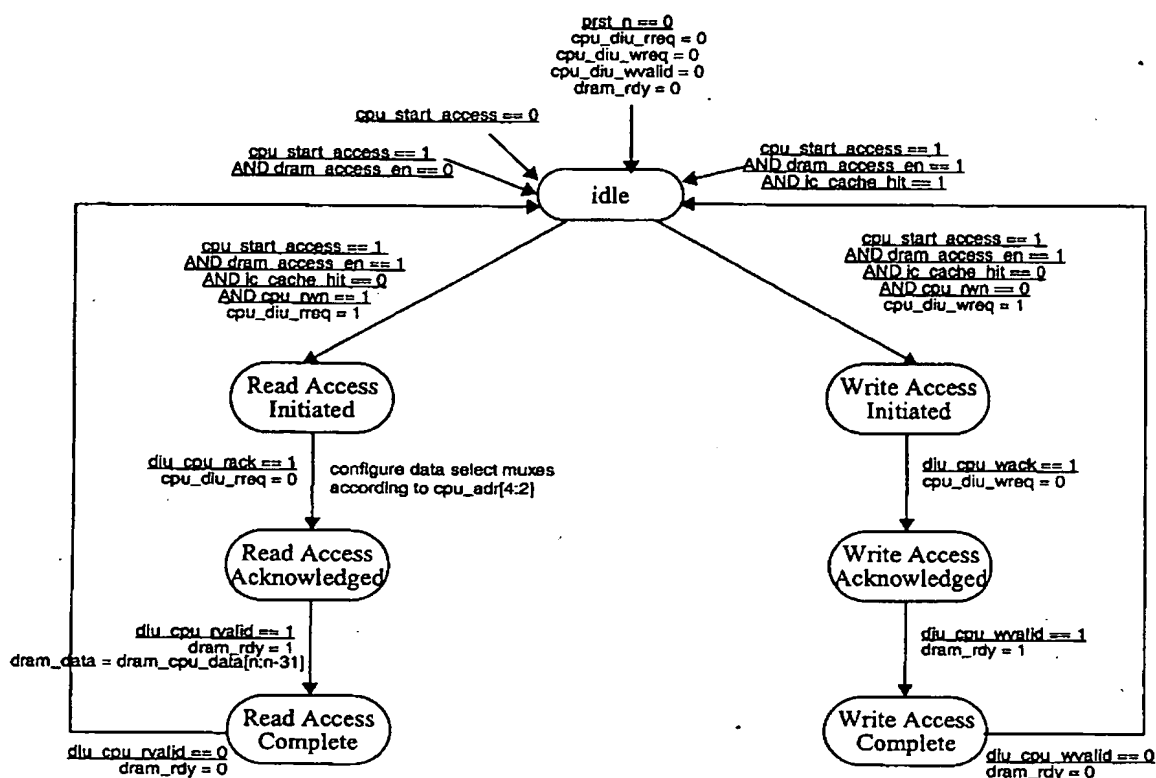 prst_n == 0
cpu_diu_rreq = 0
cpu_diu_wreq = 0
cpu_diu_wvalid = 0
dram_rdy = 0
cpu_start_access == 0
cpu_start_access == 1
AND dram_access_en == 0
cpu_start_access == 1
AND dram_access_en == 1
AND ic_cache_hit == 1
idle
cpu_start_access == 1
AND dram_access_en == 1
AND ic_cache_hit == 0
AND cpu_rwn == 1
cpu_diu_rreq = 1
cpu_start_access == 1
AND dram_access_en == 1
AND ic_cache_hit == 0
AND cpu_rwn == 0
cpu_diu_wreq = 1
Read Access
Initiated
Write Access
Initiated
diu_cpu_rack == 1
cpu_diu_rreq = 0
configure data select muxes
according to cpu_adr[4:2]
diu_cpu_wack == 1
cpu_diu_wreq = 0
Read Access
Acknowledged
Write Access
Acknowledged
diu_cpu_rvalid == 1
dram_rdy = 1
dram_data = dram_cpu_data[n:n-31]
diu_cpu_wvalid == 1
dram_rdy = 1
Read Access
Complete
Write Access
Complete
diu_cpu_rvalid == 0
dram_rdy = 0
diu_cpu_wvalid == 0
dram_rdy = 0